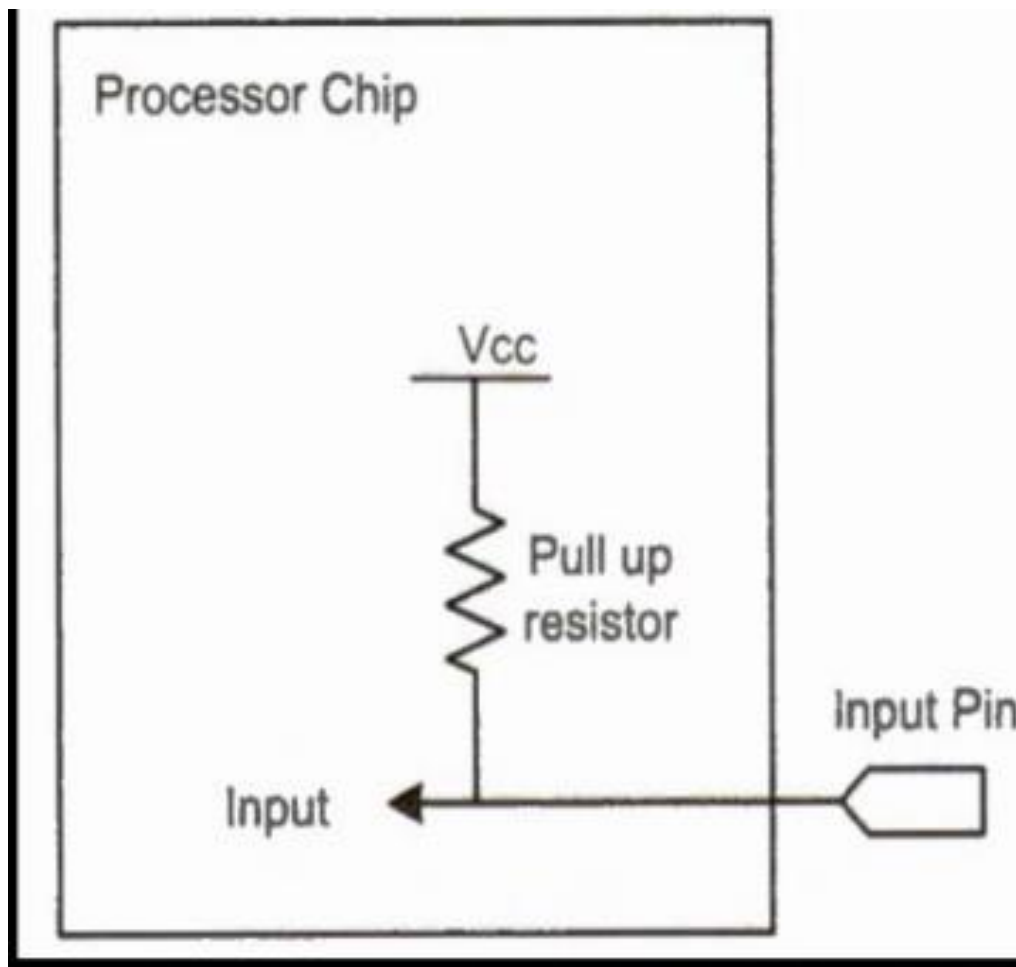 Processor Chip
Vcc
Pull up
resistor
Input Pin
Input